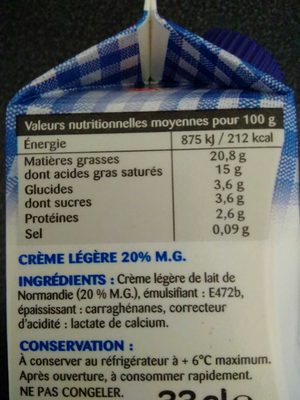 Valeurs nutritionnelles moyennes pour 100 g
Énergie 875 kJ / 212 kcal
Matières grasses 20,8 g
dont acides gras saturés 15 g
Glucides 3,6 g
dont sucres 3,6 g
Protéines 2,6 g
Sel 0,09 g
CRÈME LÉGÈRE 20% M.G.
INGRÉDIENTS : Crème légère de lait de
Normandie (20 % M.G.), émulsifiant : E472b,
épaississant : carraghénanes, correcteur
d'acidité : lactate de calcium.
CONSERVATION :
À conserver au réfrigérateur à + 6°C maximum.
Après ouverture, à consommer rapidement.
NE PAS CONGELER. 33 cl e